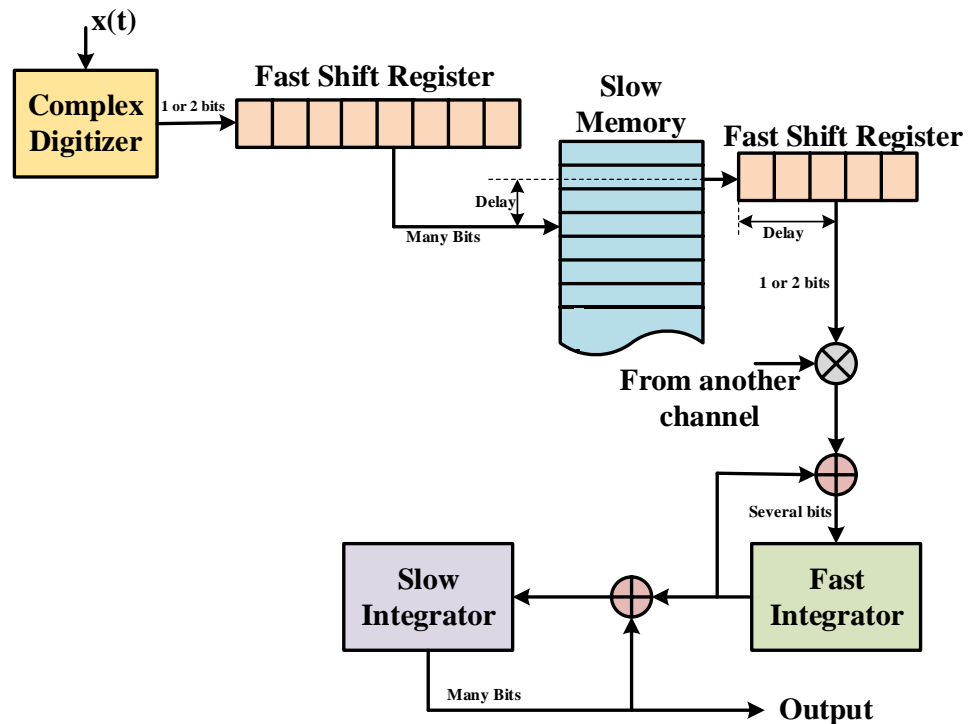 x(t)
Complex
Digitizer
1 or 2 bits
Fast Shift Register
Slow
Memory
Fast Shift Register
Delay
Many Bits
Delay
1 or 2 bits
From another
channel
Several bits
Slow
Integrator
Fast
Integrator
Many Bits
Output